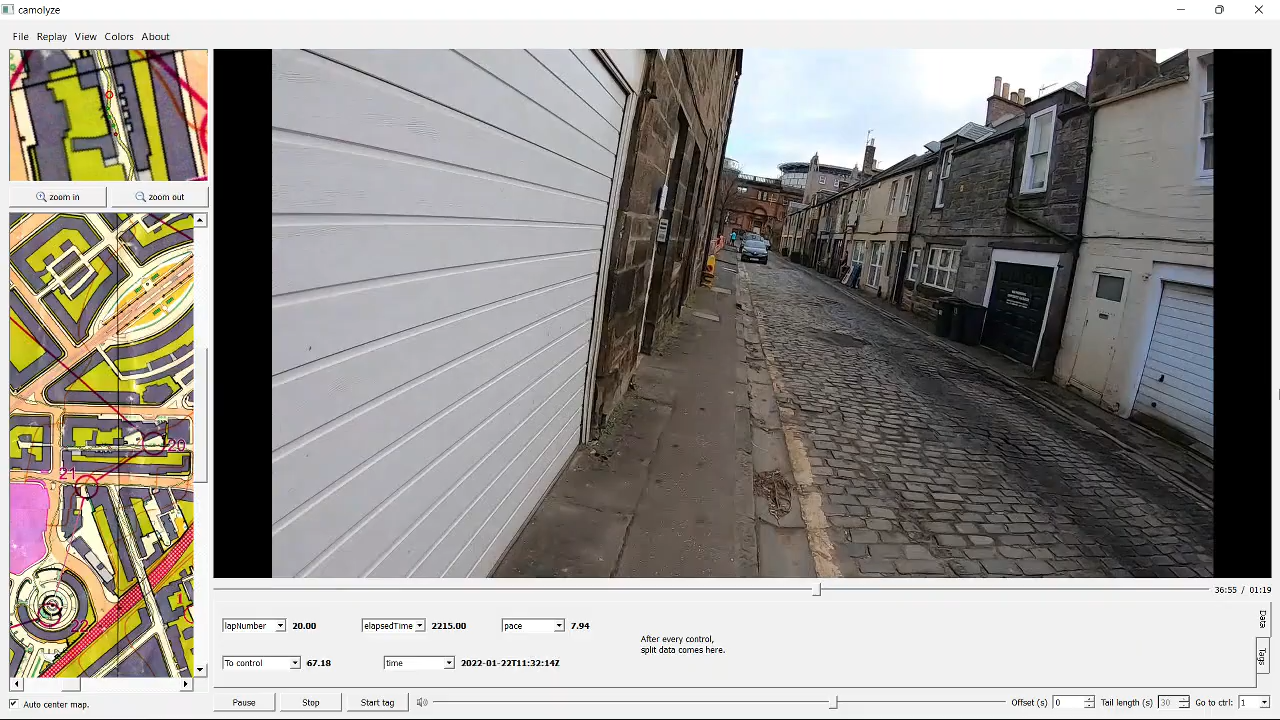 camolyze
File Replay View Colors About
zoom in zoom out
20
21
22
36:55 / 01:19
lapNumber 20.00 elapsedTime 2215.00 pace 7.94
After every control,
split data comes here.
To control 67.18 time 2022-01-22T11:32:14Z
Data
Tags
Auto center map.
Pause Stop Start tag Offset (s) 0 Tail length (s) 30 Go to ctrl: 1